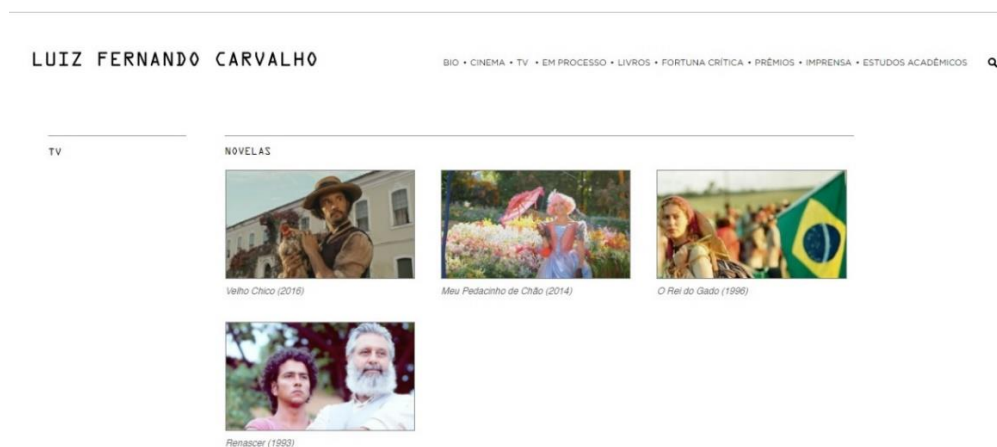 LUIZ FERNANDO CARVALHO
BIO • CINEMA • TV • EM PROCESSO • LIVROS • FORTUNA CRÍTICA • PRÊMIOS • IMPRENSA • ESTUDOS ACADÊMICOS
TV
NOVELAS
Velho Chico (2016)
Meu Pedacinho de Chão (2014)
O Rei do Gado (1996)
Renascer (1993)